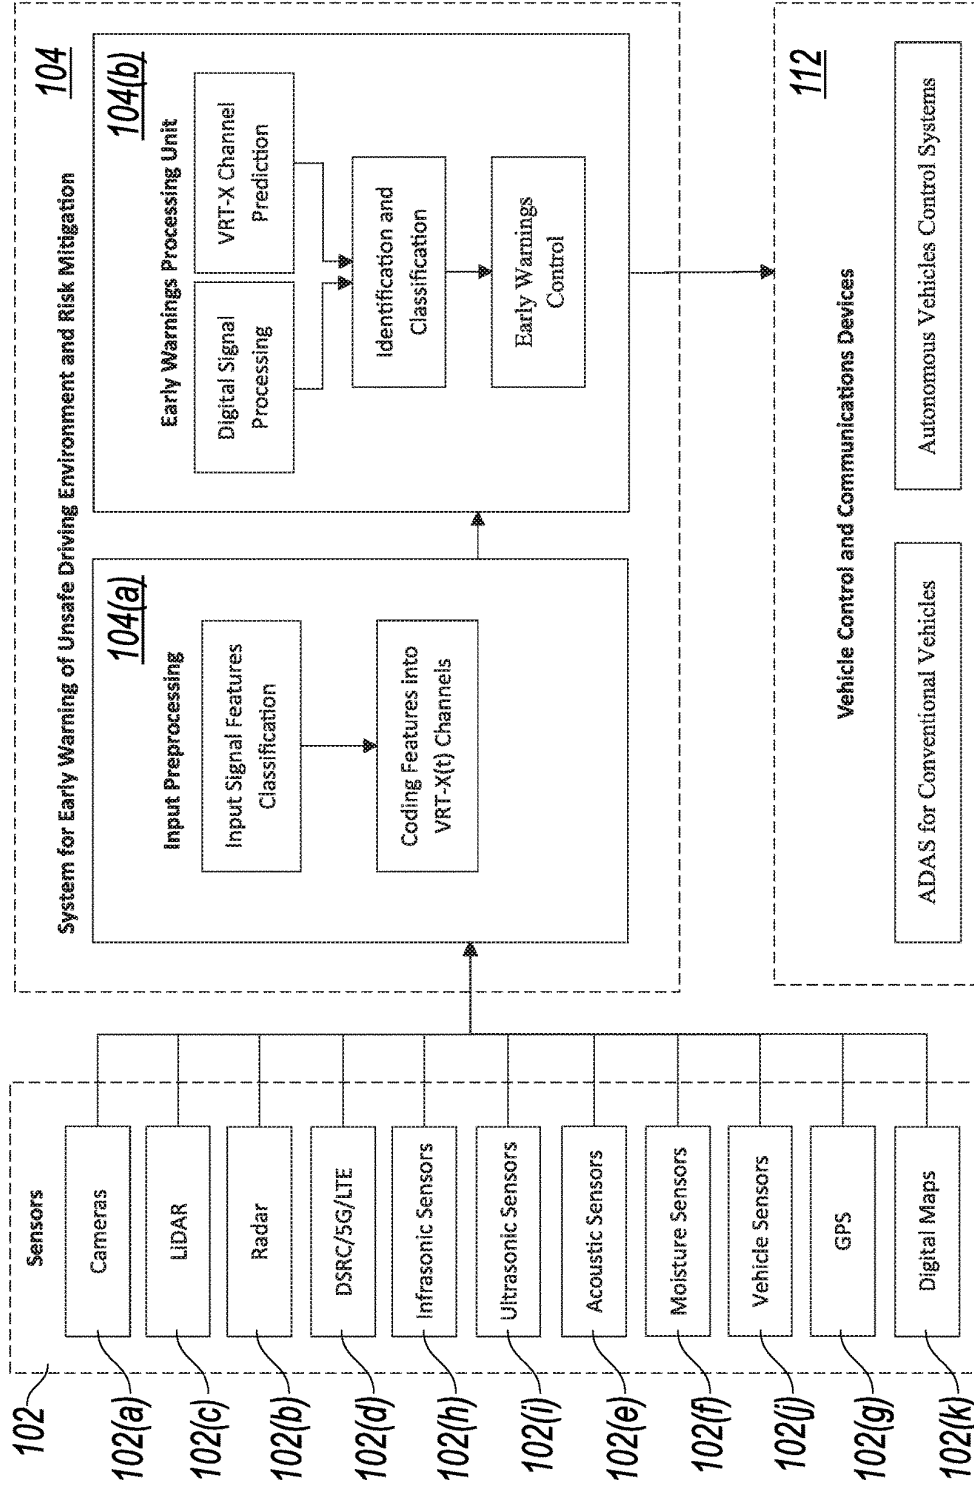 102
Sensors
102(a)
Cameras
102(c)
LiDAR
102(b)
Radar
102(d)
DSRC/5G/LTE
102(h)
Infrasonic Sensors
102(i)
Ultrasonic Sensors
102(e)
Acoustic Sensors
102(f)
Moisture Sensors
102(j)
Vehicle Sensors
102(g)
GPS
102(k)
Digital Maps
System for Early Warning of Unsafe Driving Environment and Risk Mitigation
104
Input Preprocessing
104(a)
Input Signal Features
Classification
Coding Features into
VRT-X(t) Channels
Early Warnings Processing Unit
104(b)
Digital Signal
Processing
VRT-X Channel
Prediction
Identification and
Classification
Early Warnings
Control
Vehicle Control and Communications Devices
112
ADAS for Conventional Vehicles
Autonomous Vehicles Control Systems